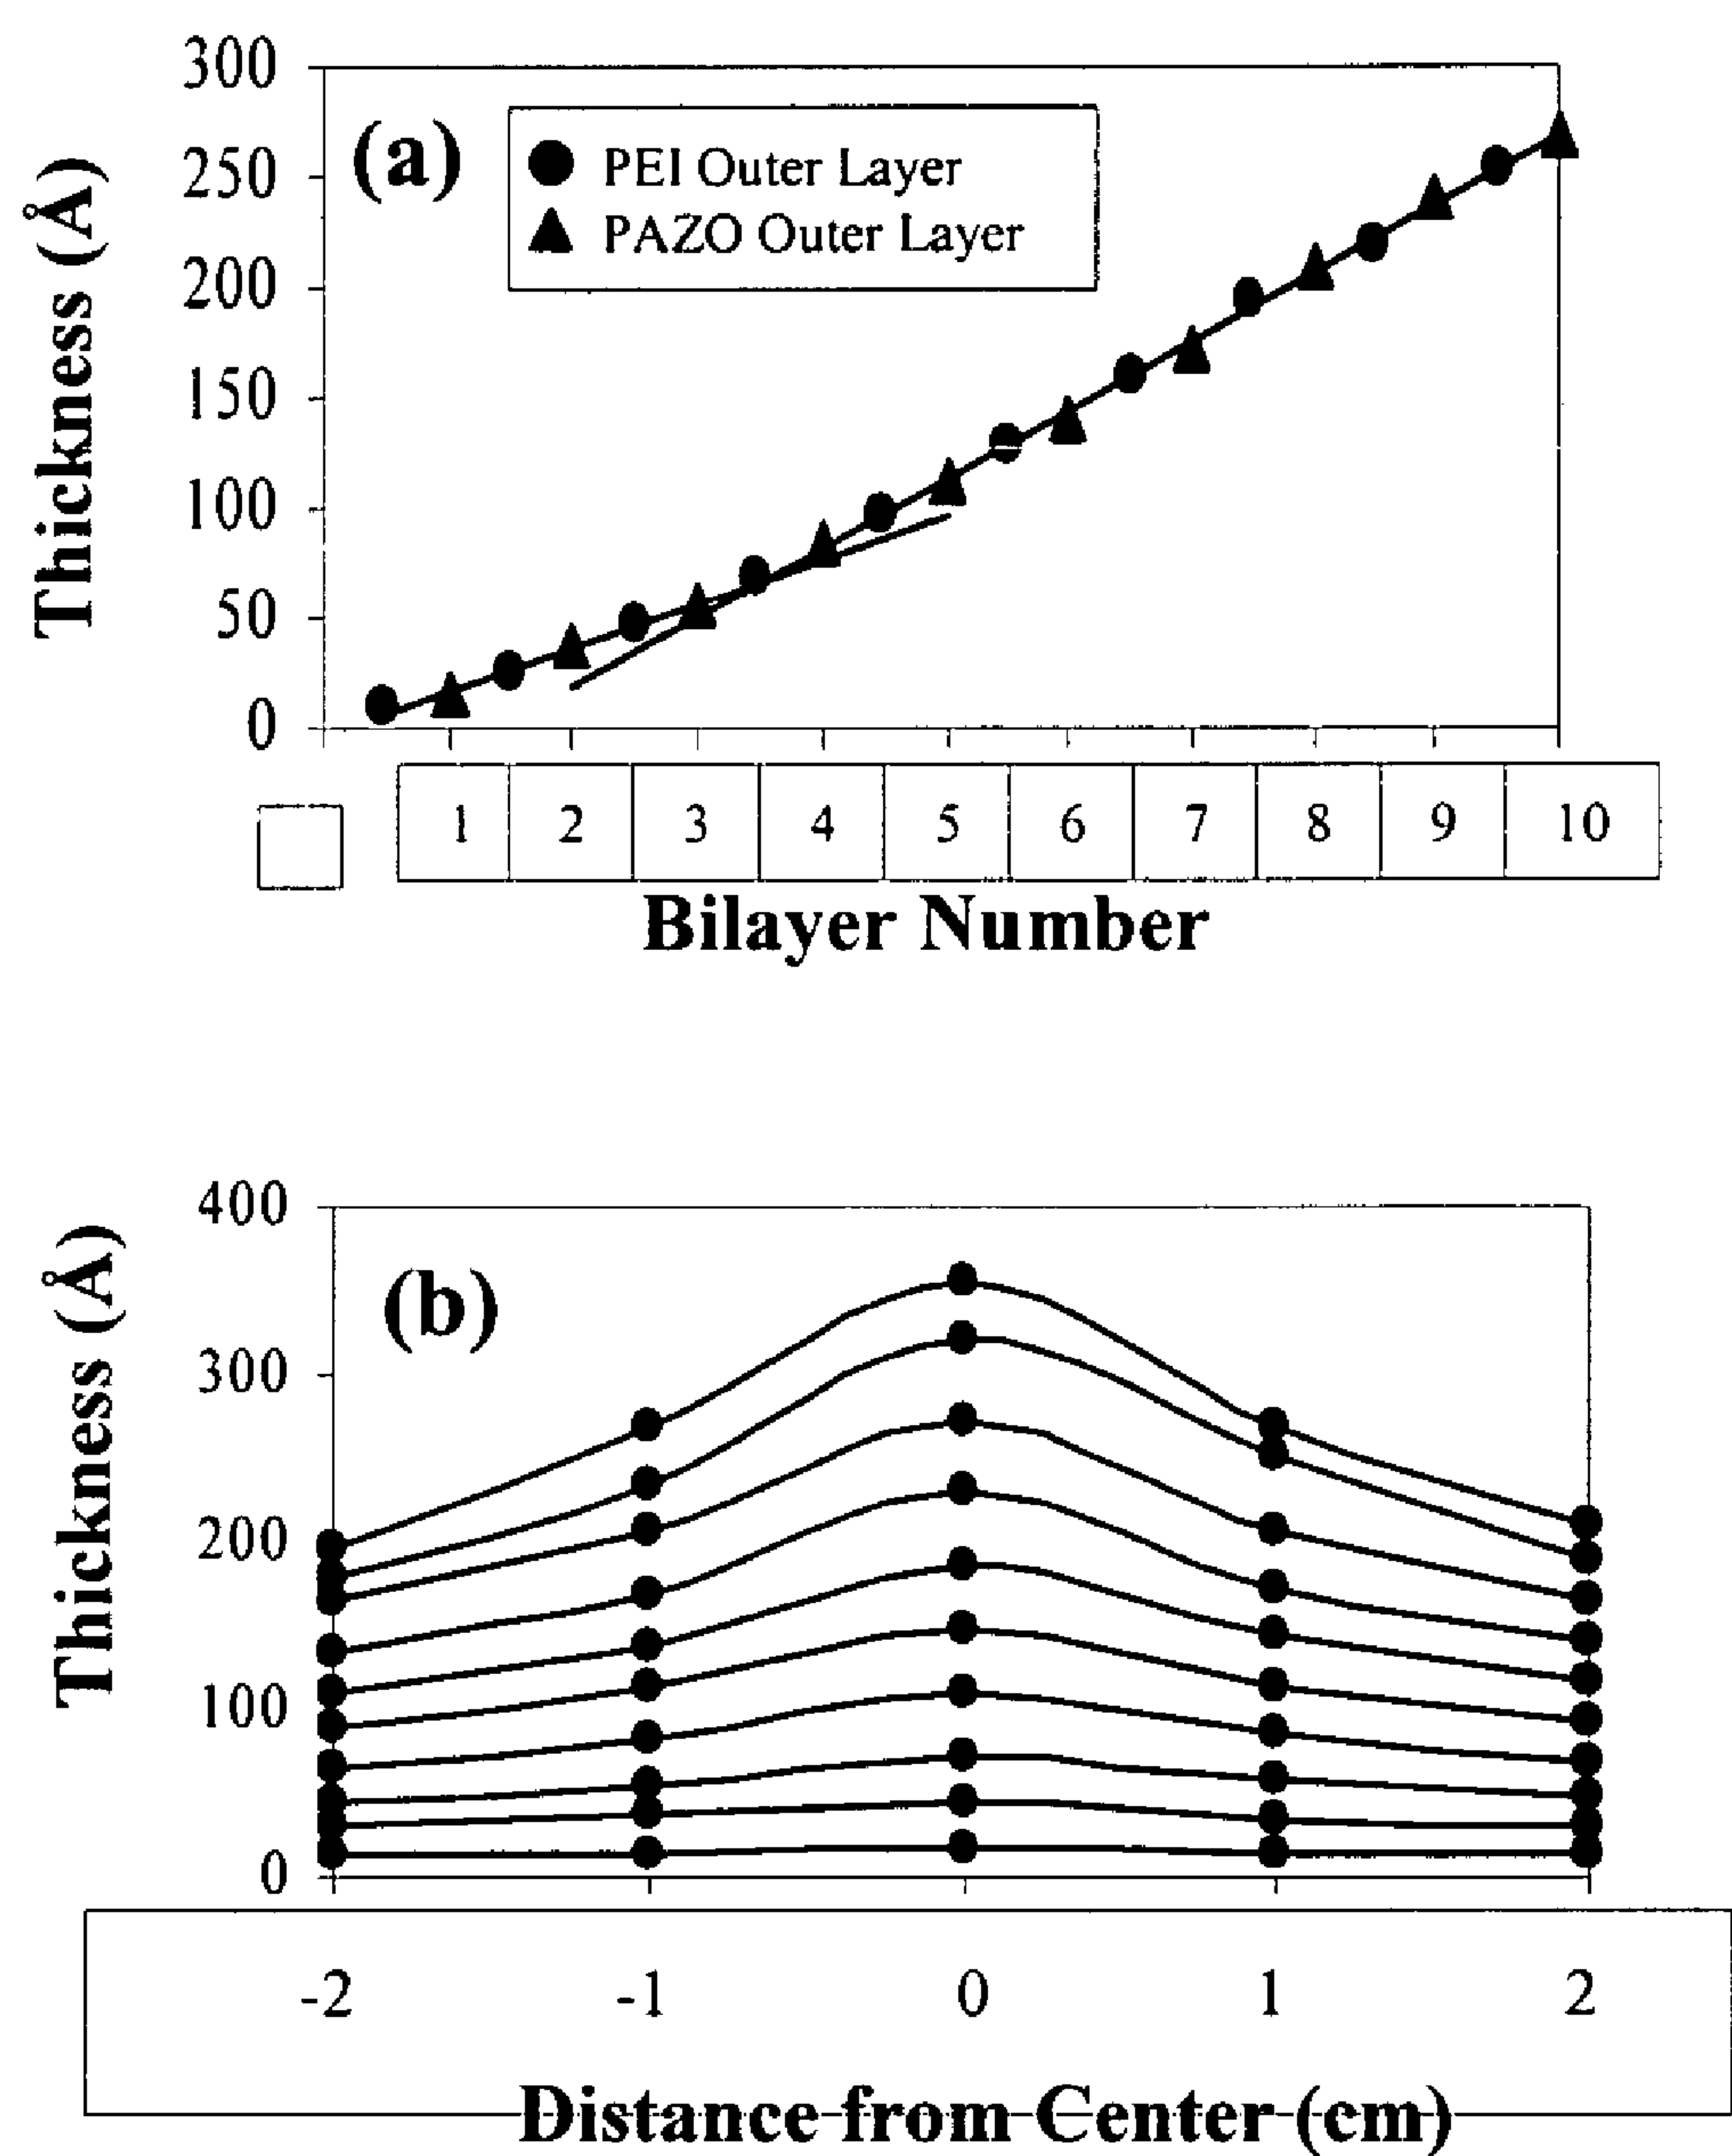 300
250
200
150
100
50
0
Thickness (Å)
(a)
PEI Outer Layer
PAZO Outer Layer
1 2 3 4 5 6 7 8 9 10
Bilayer Number
400
300
200
100
0
Thickness (Å)
(b)
-2 -1 0 1 2
Distance from Center (cm)